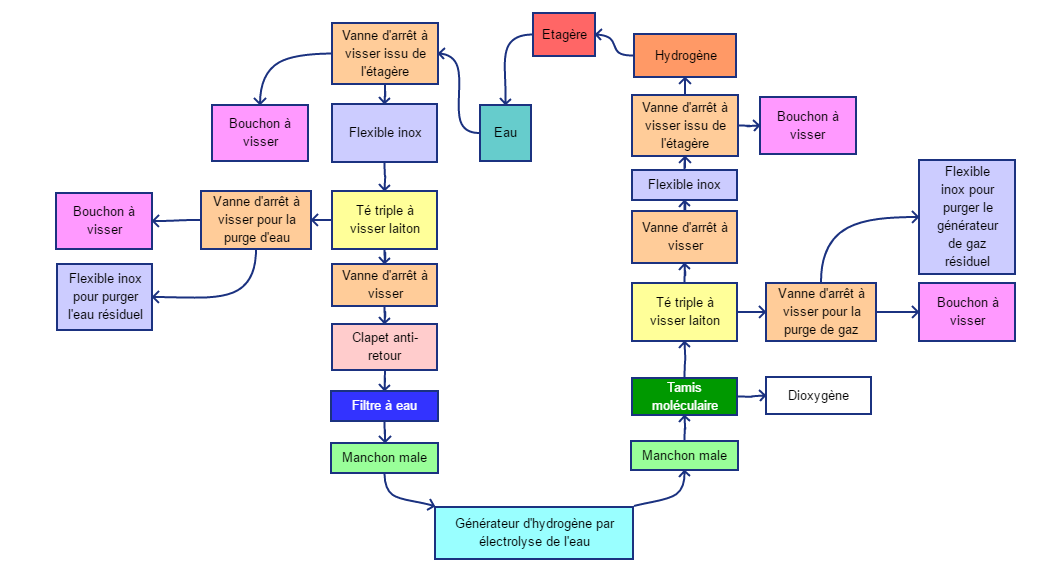 Etagère
Vanne d'arrêt à
visser issu de
l'étagère
Hydrogène
Bouchon à
visser
Flexible inox
Eau
Vanne d'arrêt à
visser issu de
l'étagère
Bouchon à
visser
Flexible inox
Flexible
inox pour
purger le
générateur
de gaz
résiduel
Bouchon à
visser
Vanne d'arrêt à
visser pour la
purge d'eau
Té triple à
visser laiton
Vanne d'arrêt à
visser
Flexible inox
pour purger
l'eau résiduel
Vanne d'arrêt à
visser
Té triple à
visser laiton
Vanne d'arrêt à
visser pour la
purge de gaz
Bouchon à
visser
Clapet anti-
retour
Filtre à eau
Tamis
moléculaire
Dioxygène
Manchon male
Manchon male
Générateur d'hydrogène par
électrolyse de l'eau